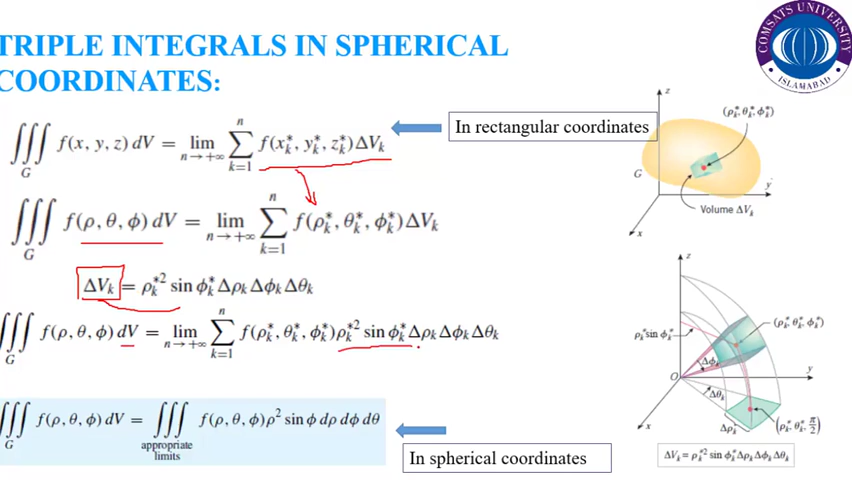 TRIPLE INTEGRALS IN SPHERICAL
COORDINATES:
COMSATS UNIVERSITY
ISLAMABAD
∭_G f(x, y, z) dV = lim_{n→+∞} ∑_{k=1}^{n} f(x_k^*, y_k^*, z_k^*)ΔV_k
In rectangular coordinates
∭_G f(ρ, θ, ϕ) dV = lim_{n→+∞} ∑_{k=1}^{n} f(ρ_k^*, θ_k^*, ϕ_k^*)ΔV_k
ΔV_k = ρ_k^{*2} sin ϕ_k^* Δρ_k Δϕ_k Δθ_k
∭_G f(ρ, θ, ϕ) dV = lim_{n→+∞} ∑_{k=1}^{n} f(ρ_k^*, θ_k^*, ϕ_k^*)ρ_k^{*2} sin ϕ_k^* Δρ_k Δϕ_k Δθ_k
∭_G f(ρ, θ, ϕ) dV = ∭_{appropriate limits} f(ρ, θ, ϕ)ρ^2 sin ϕ dρ dϕ dθ
In spherical coordinates
z
(ρ_k^*, θ_k^*, ϕ_k^*)
G
y
Volume ΔV_k
x
z
ρ_k^* sin ϕ_k^*
(ρ_k^*, θ_k^*, ϕ_k^*)
Δϕ_k
O
y
Δθ_k
Δρ_k
(ρ_k^*, θ_k^*, π/2)
x
ΔV_k = ρ_k^{*2} sin ϕ_k^* Δρ_k Δϕ_k Δθ_k